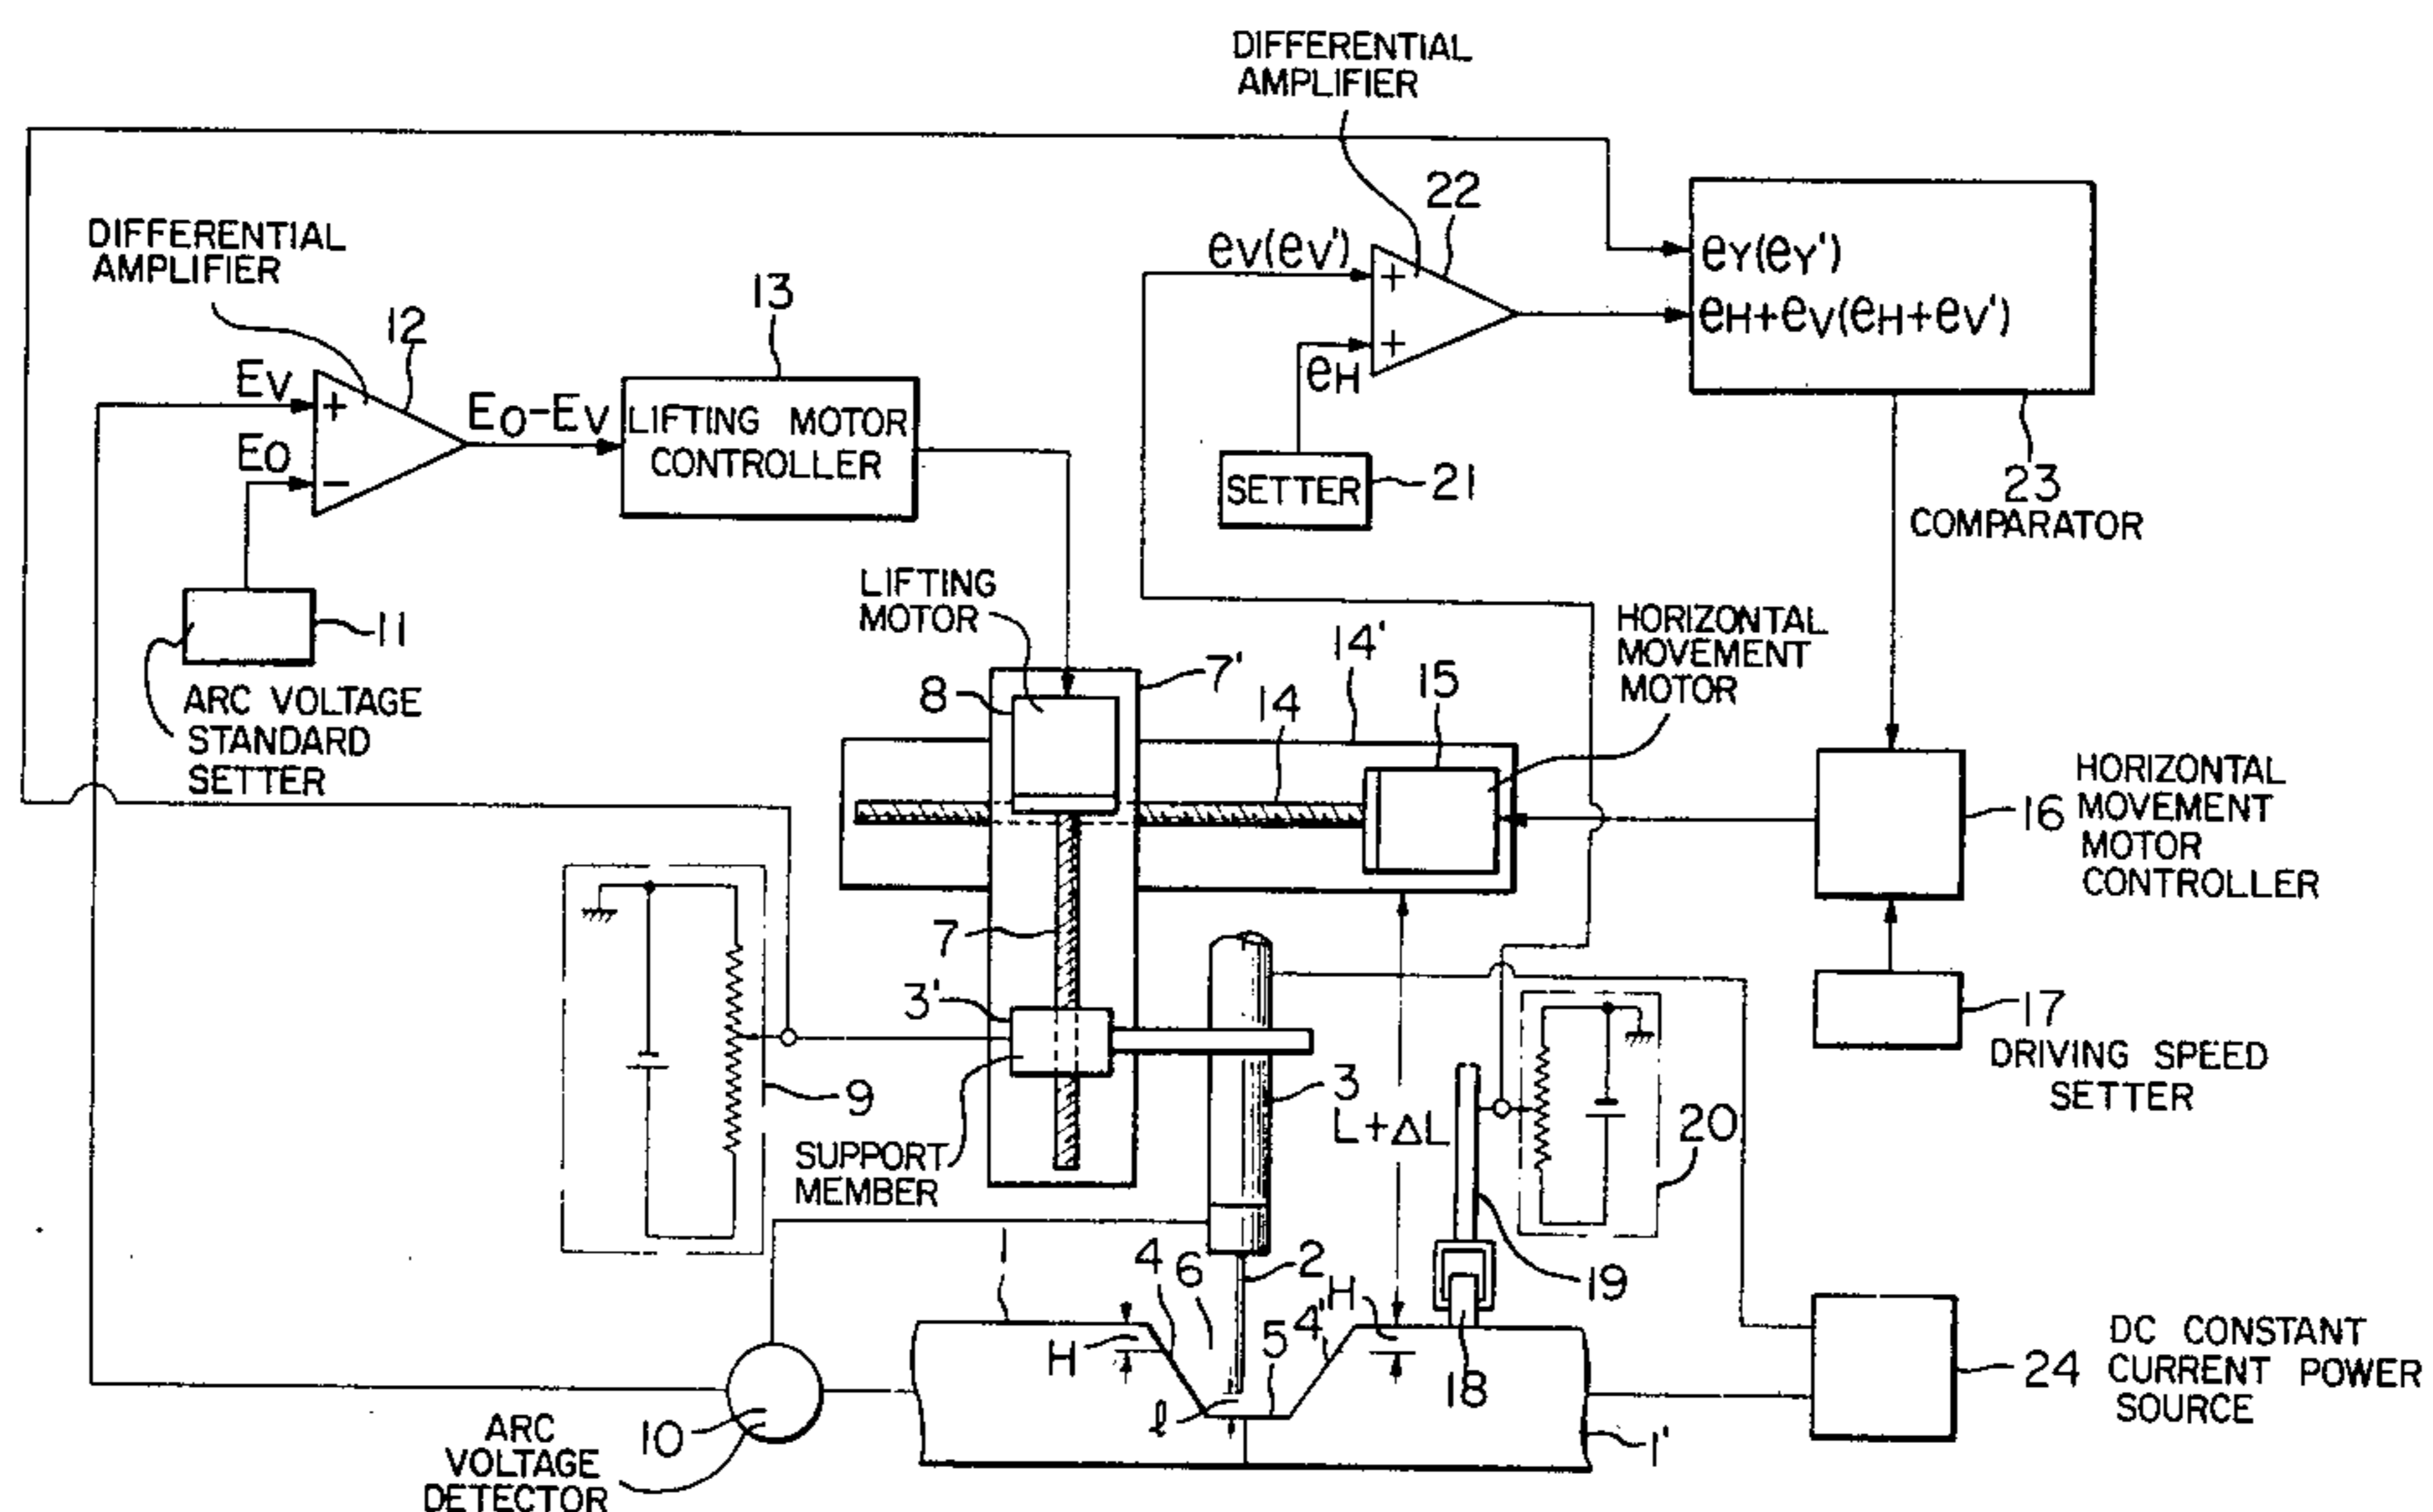 DIFFERENTIAL
AMPLIFIER
22
DIFFERENTIAL
AMPLIFIER
12
13
eV(eV')
+
+
eH
eY(eY')
eH+eV(eH+eV')
EV
+
EO
−
EO-EV
LIFTING MOTOR
CONTROLLER
SETTER
21
23
COMPARATOR
11
ARC VOLTAGE
STANDARD
SETTER
LIFTING
MOTOR
8
7'
14'
14
15
HORIZONTAL
MOVEMENT
MOTOR
16
HORIZONTAL
MOVEMENT
MOTOR
CONTROLLER
7
3'
9
SUPPORT
MEMBER
3
L+ΔL
20
17
DRIVING SPEED
SETTER
1
4
6
2
H
19
H
5
4'
18
l
10
ARC
VOLTAGE
DETECTOR
1'
24
DC CONSTANT
CURRENT POWER
SOURCE